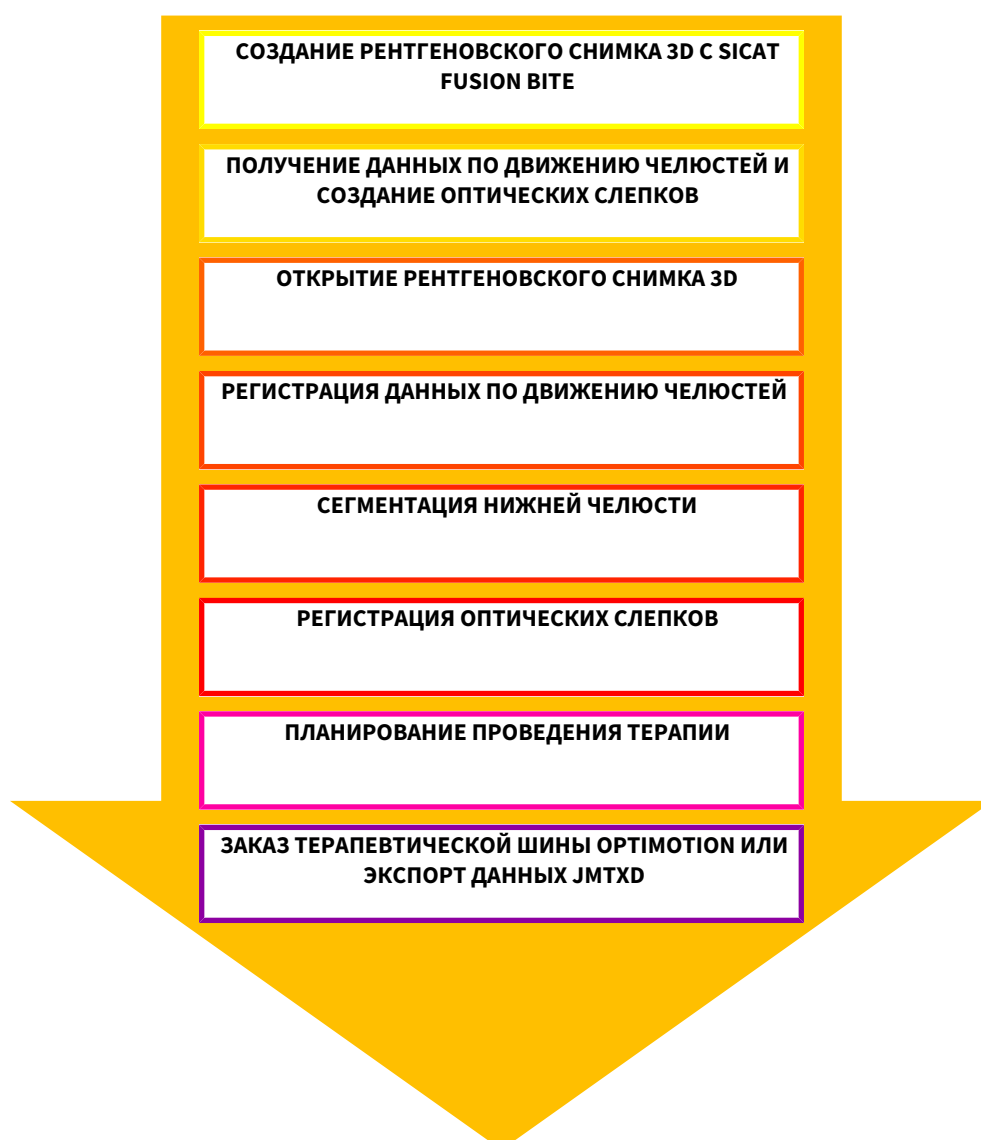 СОЗДАНИЕ РЕНТГЕНОВСКОГО СНИМКА 3D С SICAT
FUSION BITE
ПОЛУЧЕНИЕ ДАННЫХ ПО ДВИЖЕНИЮ ЧЕЛЮСТЕЙ И
СОЗДАНИЕ ОПТИЧЕСКИХ СЛЕПКОВ
ОТКРЫТИЕ РЕНТГЕНОВСКОГО СНИМКА 3D
РЕГИСТРАЦИЯ ДАННЫХ ПО ДВИЖЕНИЮ ЧЕЛЮСТЕЙ
СЕГМЕНТАЦИЯ НИЖНЕЙ ЧЕЛЮСТИ
РЕГИСТРАЦИЯ ОПТИЧЕСКИХ СЛЕПКОВ
ПЛАНИРОВАНИЕ ПРОВЕДЕНИЯ ТЕРАПИИ
ЗАКАЗ ТЕРАПЕВТИЧЕСКОЙ ШИНЫ OPTIMOTION ИЛИ
ЭКСПОРТ ДАННЫХ JMTXD